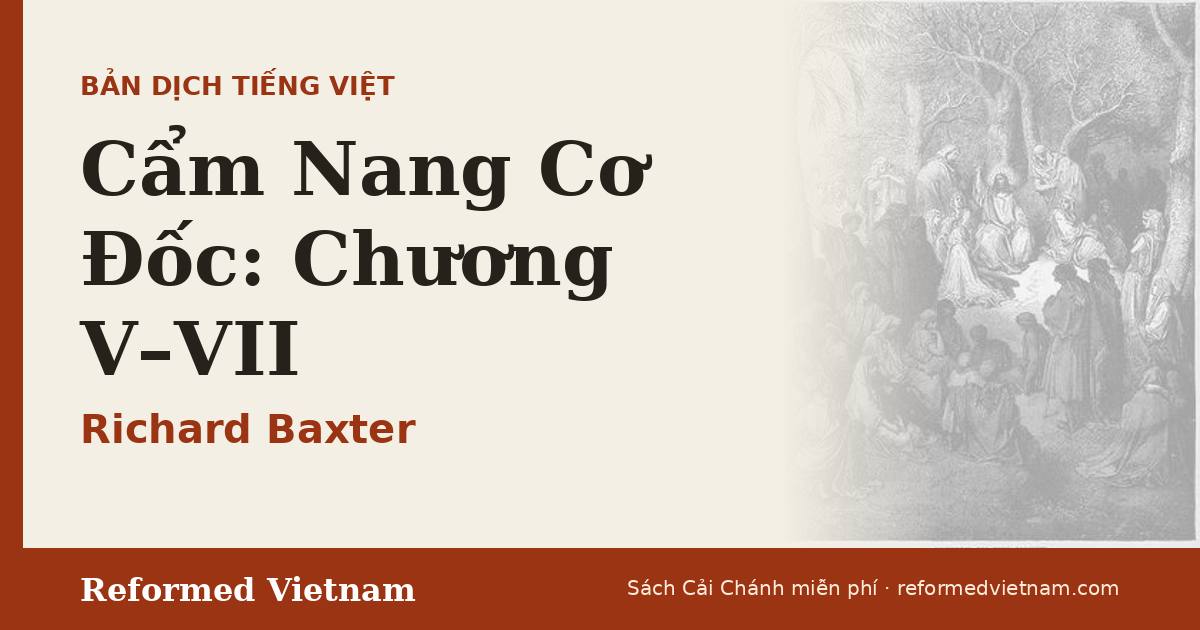 BẢN DỊCH TIẾNG VIỆT
Cẩm Nang Cơ
Đốc: Chương
V–VII
Richard Baxter
Reformed Vietnam
Sách Cải Chánh miễn phí · reformedvietnam.com